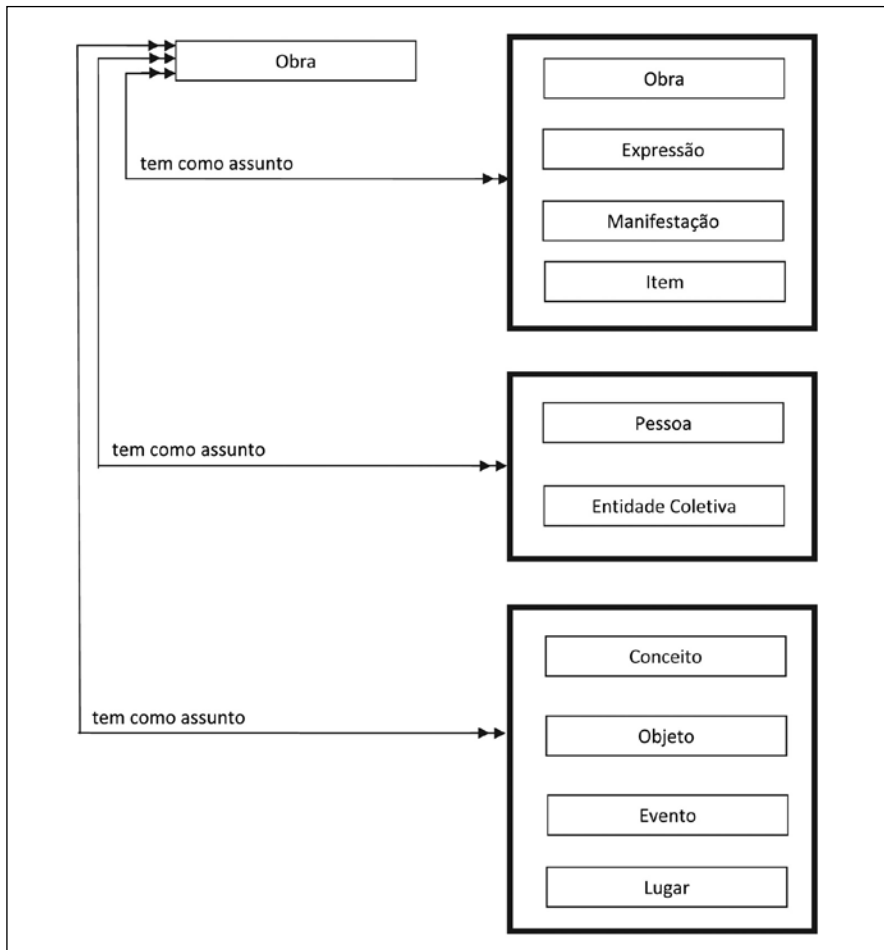 Obra
Obra
Expressão
Manifestação
Item
tem como assunto
Pessoa
Entidade Coletiva
tem como assunto
Conceito
Objeto
Evento
Lugar
tem como assunto